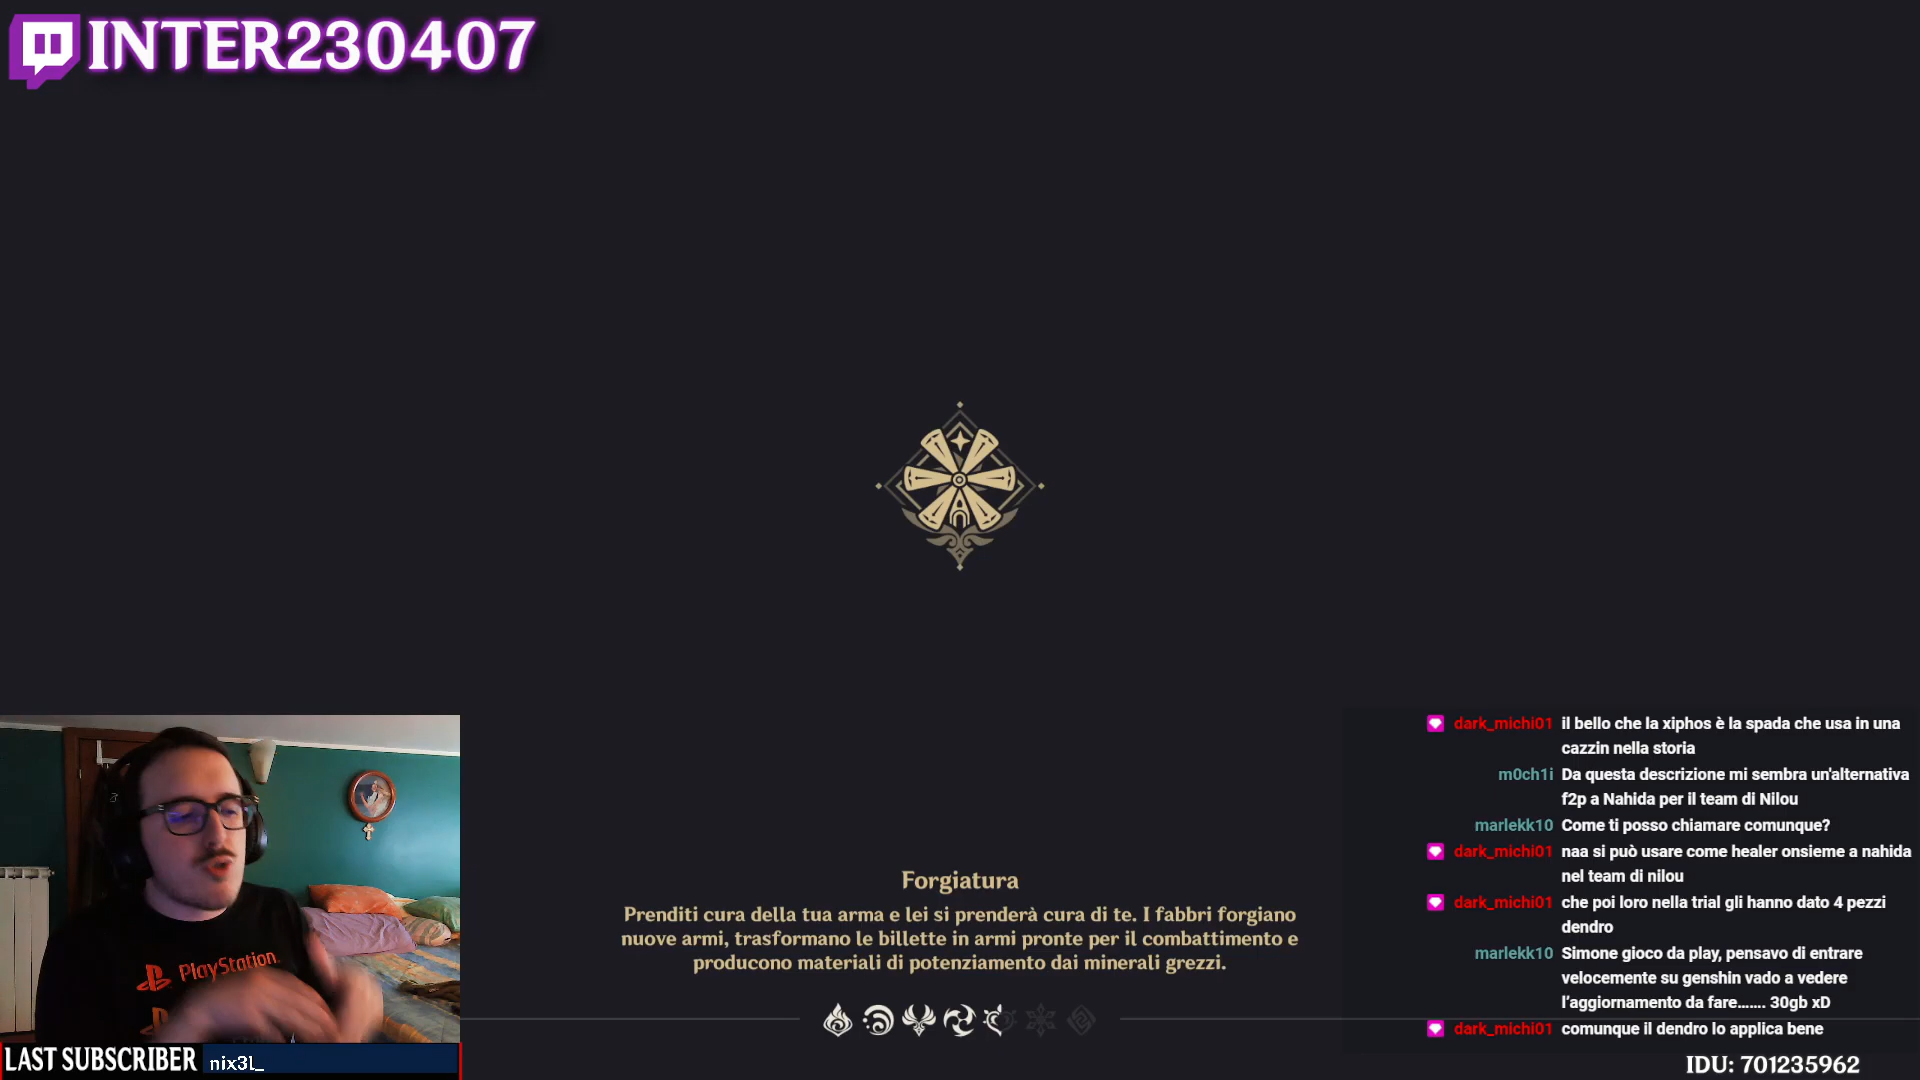 INTER230407
dark_michi01 il bello che la xiphos è la spada che usa in una
cazzin nella storia
m0ch1i Da questa descrizione mi sembra un'alternativa
f2p a Nahida per il team di Nilou
marlekk10 Come ti posso chiamare comunque?
dark_michi01 naa si può usare come healer onsieme a nahida
nel team di nilou
dark_michi01 che poi loro nella trial gli hanno dato 4 pezzi
dendro
marlekk10 Simone gioco da play, pensavo di entrare
velocemente su genshin vado a vedere
l’aggiornamento da fare....... 30gb xD
dark_michi01 comunque il dendro lo applica bene
Forgiatura
Prenditi cura della tua arma e lei si prenderà cura di te. I fabbri forgiano
nuove armi, trasformano le billette in armi pronte per il combattimento e
producono materiali di potenziamento dai minerali grezzi.
PlayStation
LAST SUBSCRIBER nix3l_
IDU: 701235962